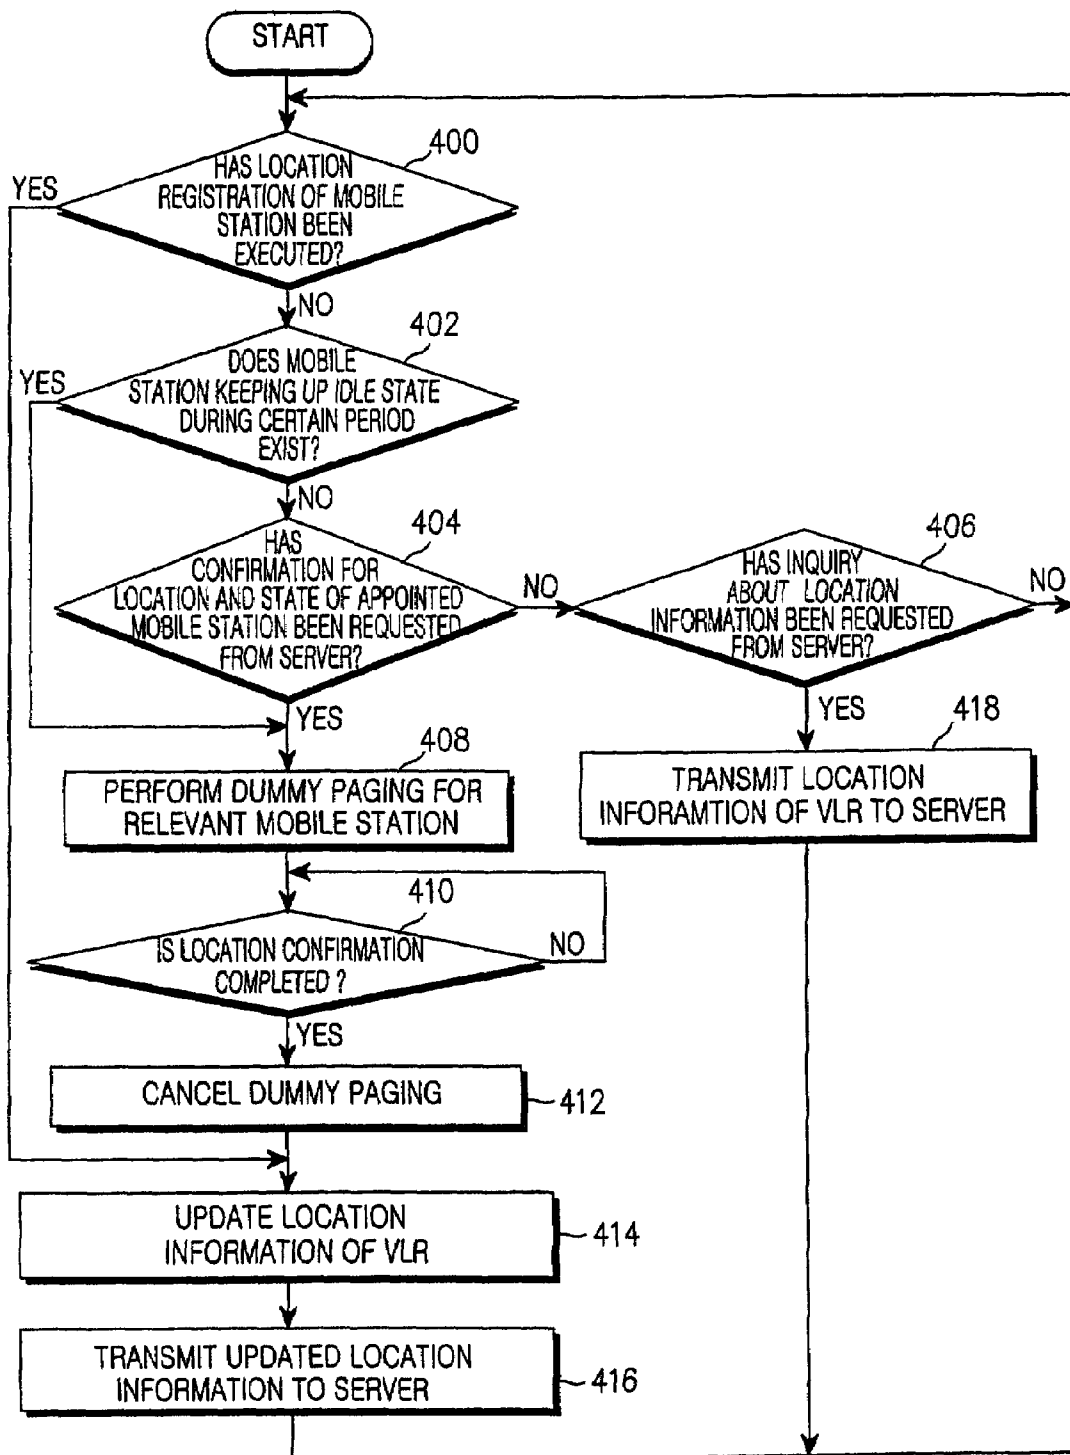 START
400
HAS LOCATION
REGISTRATION OF MOBILE
STATION BEEN
EXECUTED?
YES
NO
402
DOES MOBILE
STATION KEEPING UP IDLE STATE
DURING CERTAIN PERIOD
EXIST?
YES
NO
404
HAS
CONFIRMATION FOR
LOCATION AND STATE OF APPOINTED
MOBILE STATION BEEN REQUESTED
FROM SERVER?
NO
YES
406
HAS INQUIRY
ABOUT LOCATION
INFORMATION BEEN REQUESTED
FROM SERVER?
NO
YES
408
PERFORM DUMMY PAGING FOR
RELEVANT MOBILE STATION
418
TRANSMIT LOCATION
INFORAMTION OF VLR TO SERVER
410
IS LOCATION CONFIRMATION
COMPLETED ?
NO
YES
CANCEL DUMMY PAGING
412
UPDATE LOCATION
INFORMATION OF VLR
414
TRANSMIT UPDATED LOCATION
INFORMATION TO SERVER
416